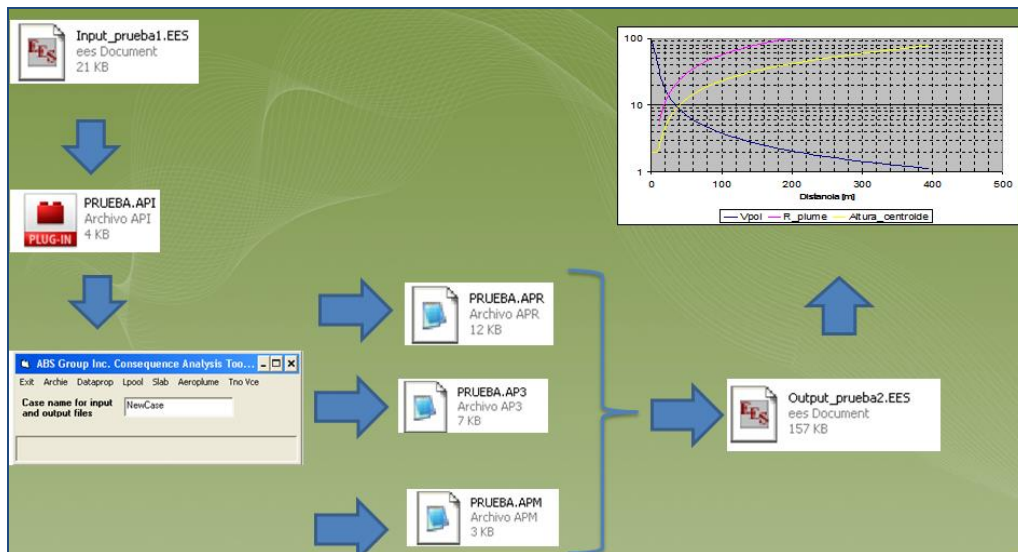 Input_prueba1.EES
ees Document
21 KB
EES
PRUEBA.API
Archivo API
4 KB
PLUG-IN
ABS Group Inc. Consequence Analysis Too...
Exit Archie Dataprop Lpool Slab Aeroplume Tno Vce
Case name for input
and output files
NewCase
PRUEBA.APR
Archivo APR
12 KB
PRUEBA.AP3
Archivo AP3
7 KB
PRUEBA.APM
Archivo APM
3 KB
Output_prueba2.EES
ees Document
157 KB
EES
100
10
1
0 100 200 300 400 500
Distancia [m]
Vpol R_plume Altura_centroide